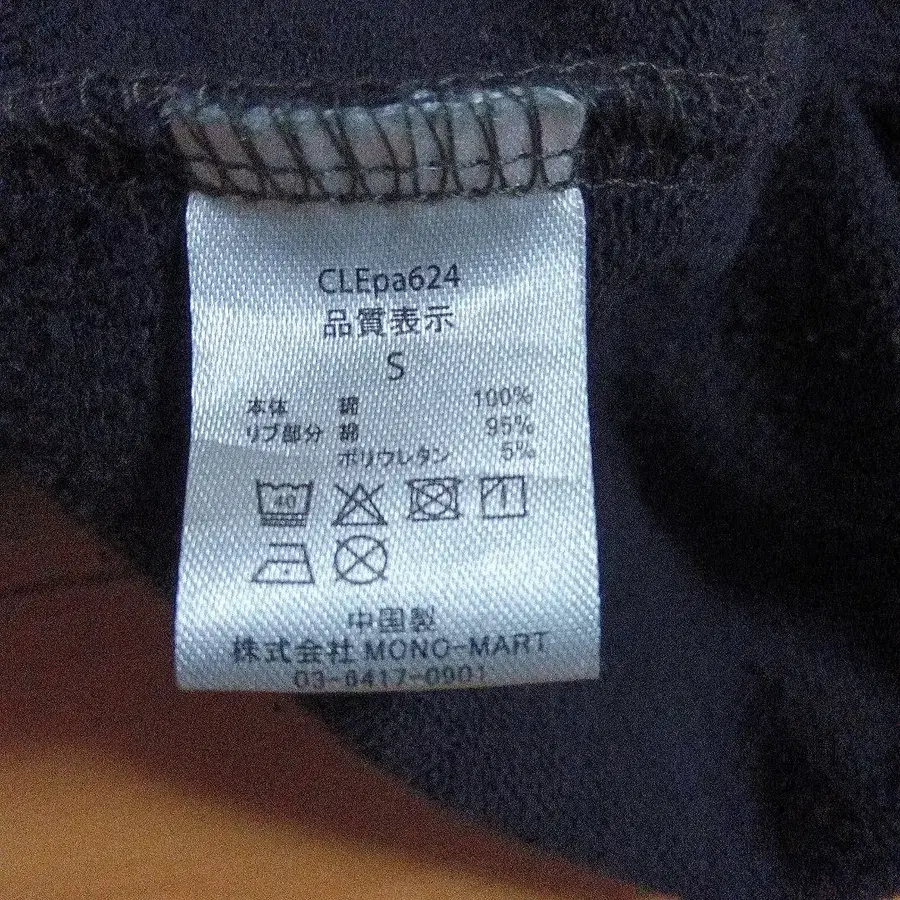 CLEpa624
品質表示
S
本体 綿 100%
リブ部分 綿 95%
ポリウレタン 5%
40
中国製
株式会社 MONO-MART
03-6417-0901